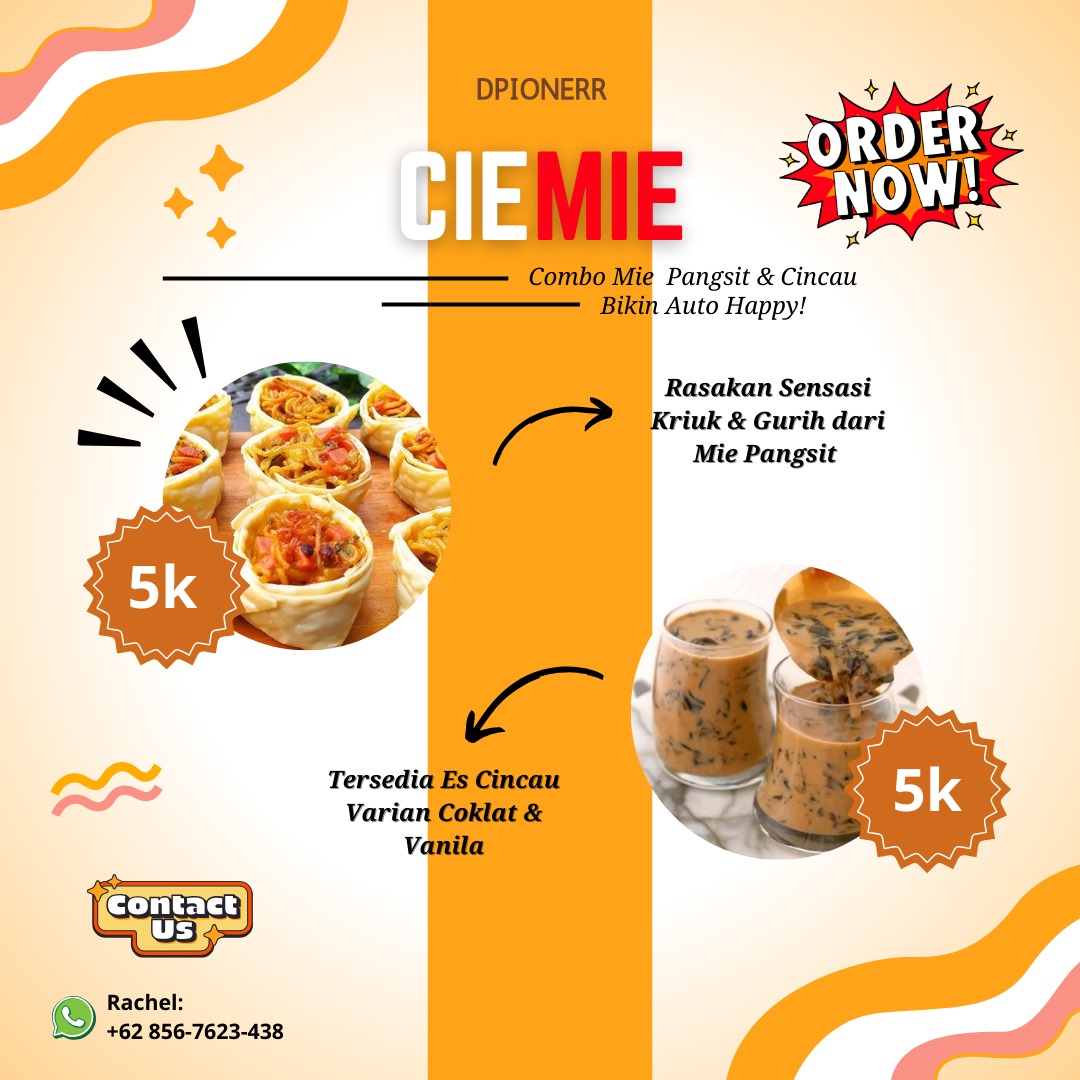 DPIONERR
ORDER
NOW!
CIEMIE
Combo Mie Pangsit & Cincau
Bikin Auto Happy!
Rasakan Sensasi
Kriuk & Gurih dari
Mie Pangsit
5k
5k
Tersedia Es Cincau
Varian Coklat &
Vanila
Contact
Us
Rachel:
+62 856-7623-438